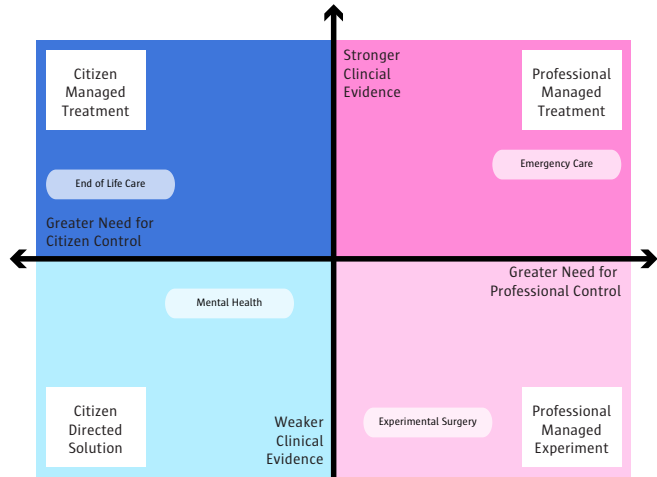 Citizen
Managed
Treatment
Stronger
Clincial
Evidence
Professional
Managed
Treatment
End of Life Care
Emergency Care
Greater Need for
Citizen Control
Greater Need for
Professional Control
Mental Health
Citizen
Directed
Solution
Weaker
Clinical
Evidence
Experimental Surgery
Professional
Managed
Experiment